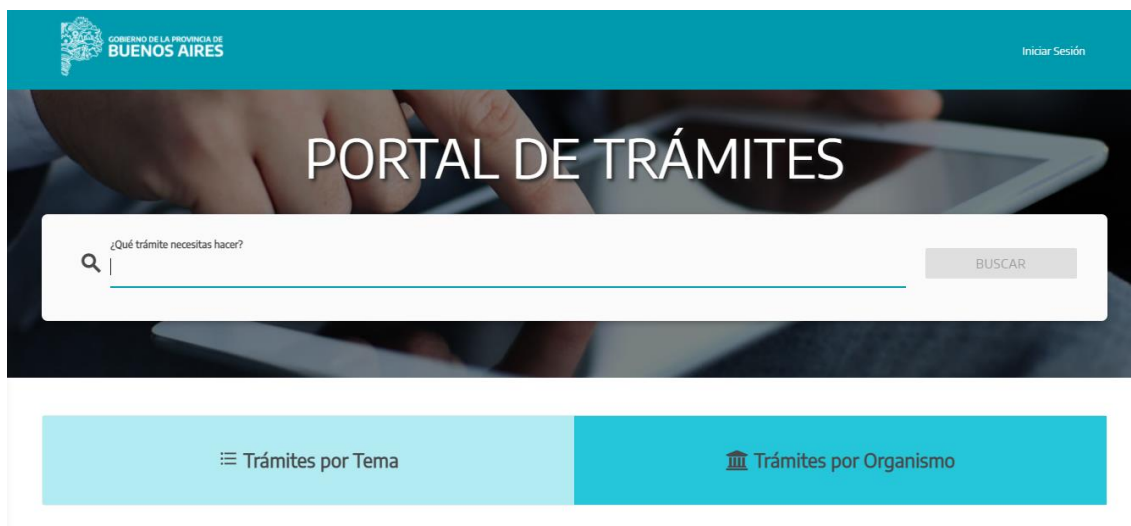 GOBIERNO DE LA PROVINCIA DE
BUENOS AIRES
Iniciar Sesión
PORTAL DE TRÁMITES
¿Qué trámite necesitas hacer?
BUSCAR
Trámites por Tema
Trámites por Organismo